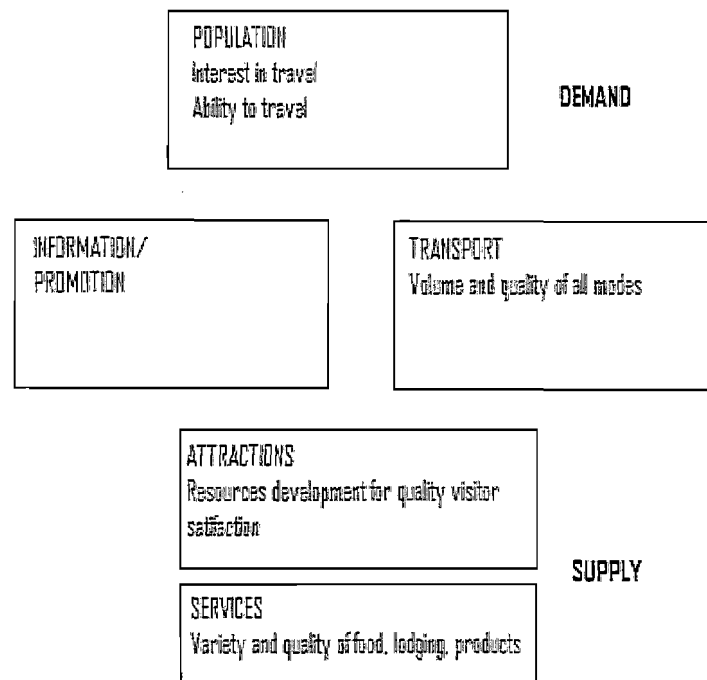 POPULATION
Interest in travel
Ability to travel
DEMAND
INFORMATION/
PROMOTION
TRANSPORT
Volume and quality of all modes
ATTRACTIONS
Resources development for quality visitor
satifaction
SUPPLY
SERVICES
Variety and quality of food, lodging, products